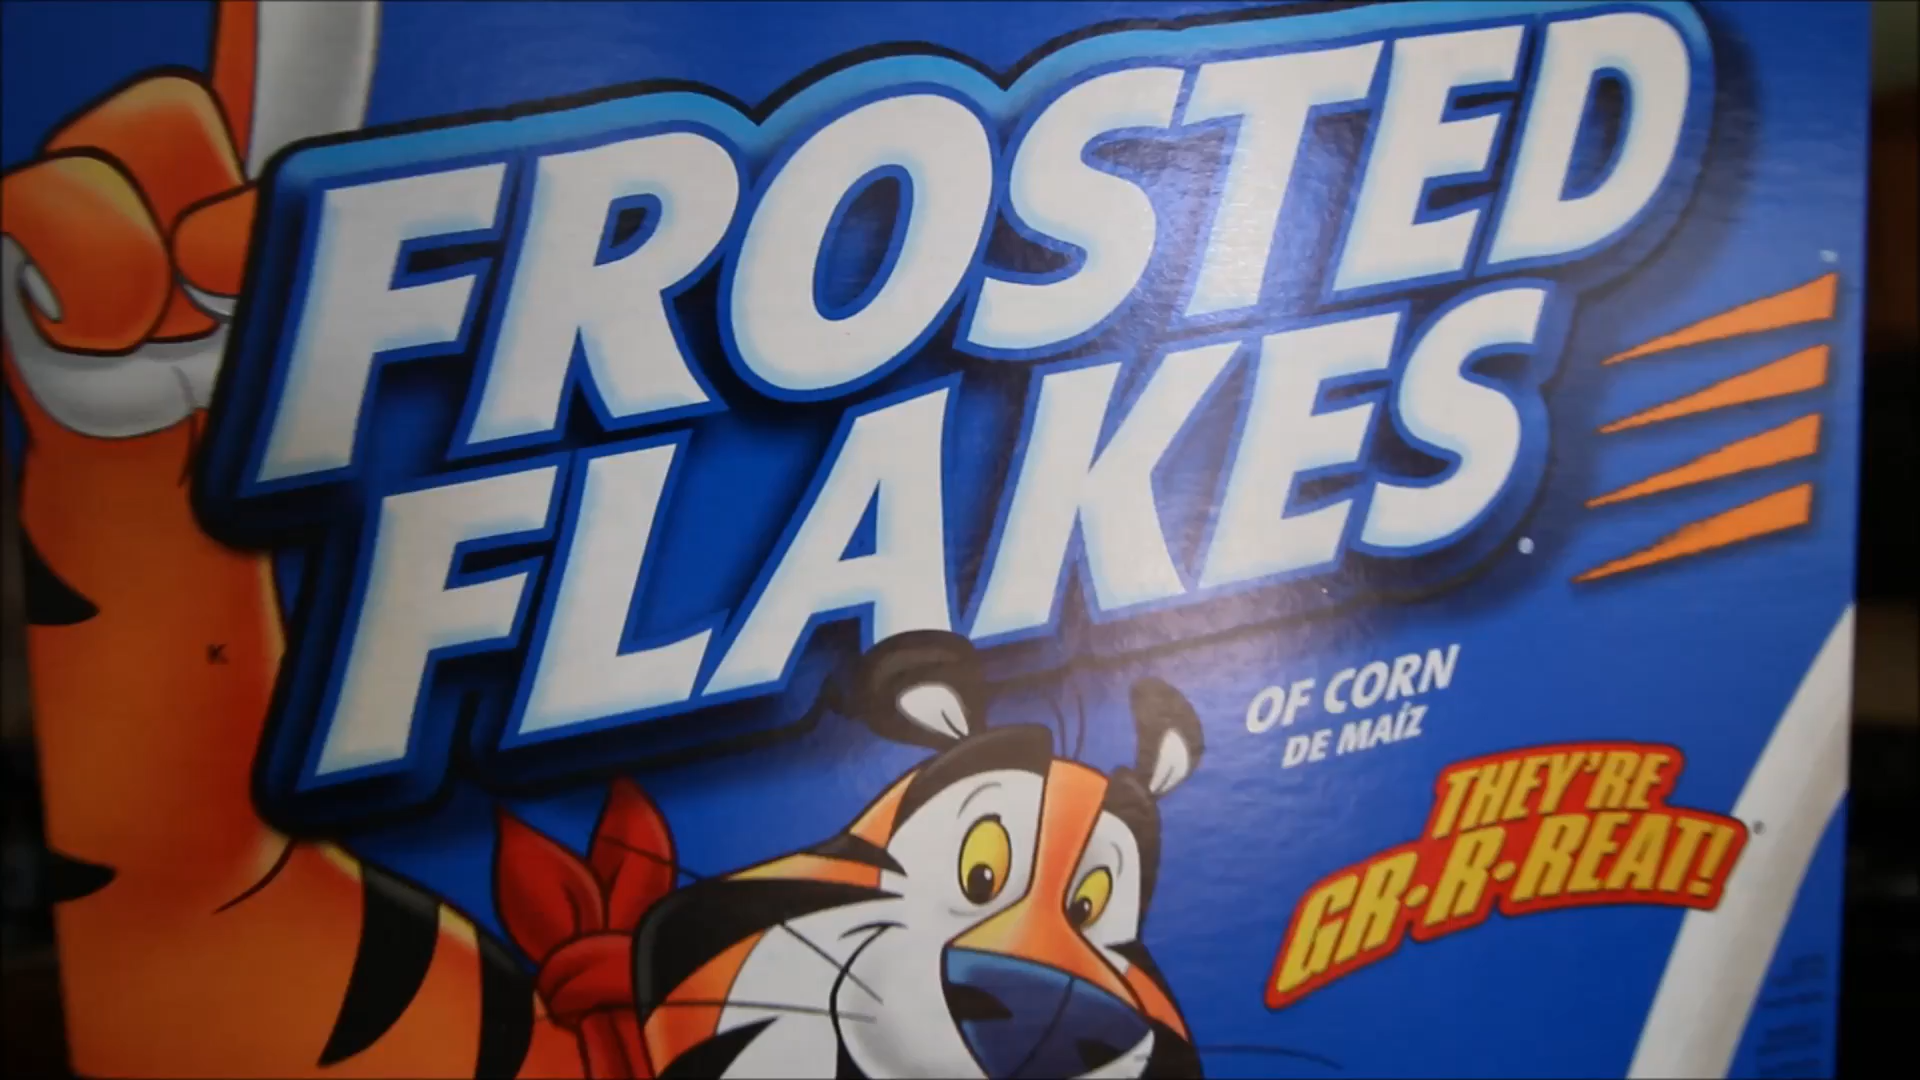 FROSTED
FLAKES
OF CORN
DE MAÍZ
THEY'RE
GR·R·REAT!
K